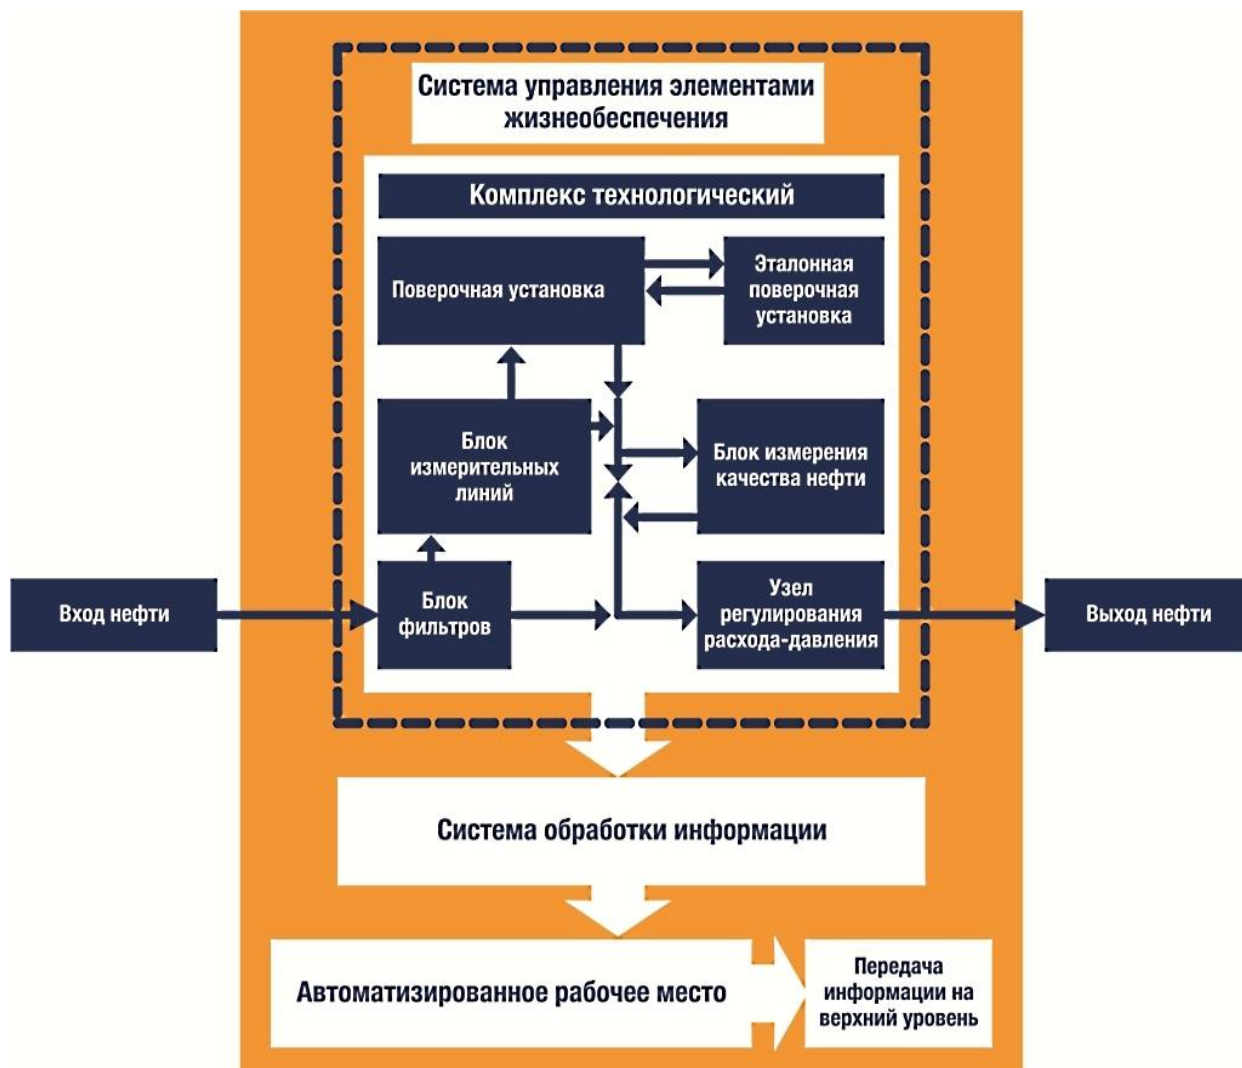 Система управления элементами
жизнеобеспечения
Комплекс технологический
Поверочная установка
Эталонная
поверочная
установка
Блок
измерительных
линий
Блок измерения
качества нефти
Вход нефти
Блок
фильтров
Узел
регулирования
расхода-давления
Выход нефти
Система обработки информации
Автоматизированное рабочее место
Передача
информации на
верхний уровень